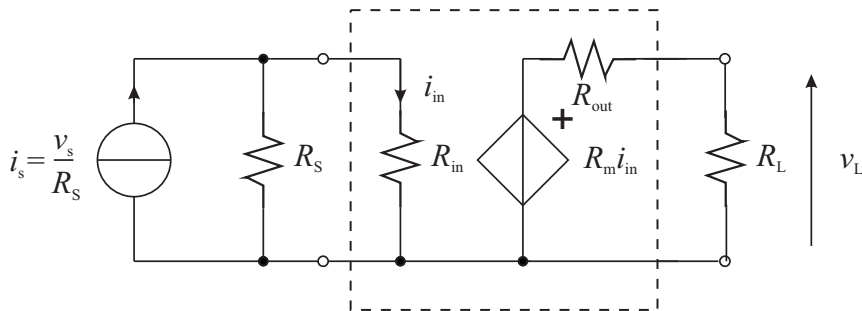 i_s = v_s / R_S
R_S
i_in
R_in
R_out
+
R_m i_in
R_L
v_L